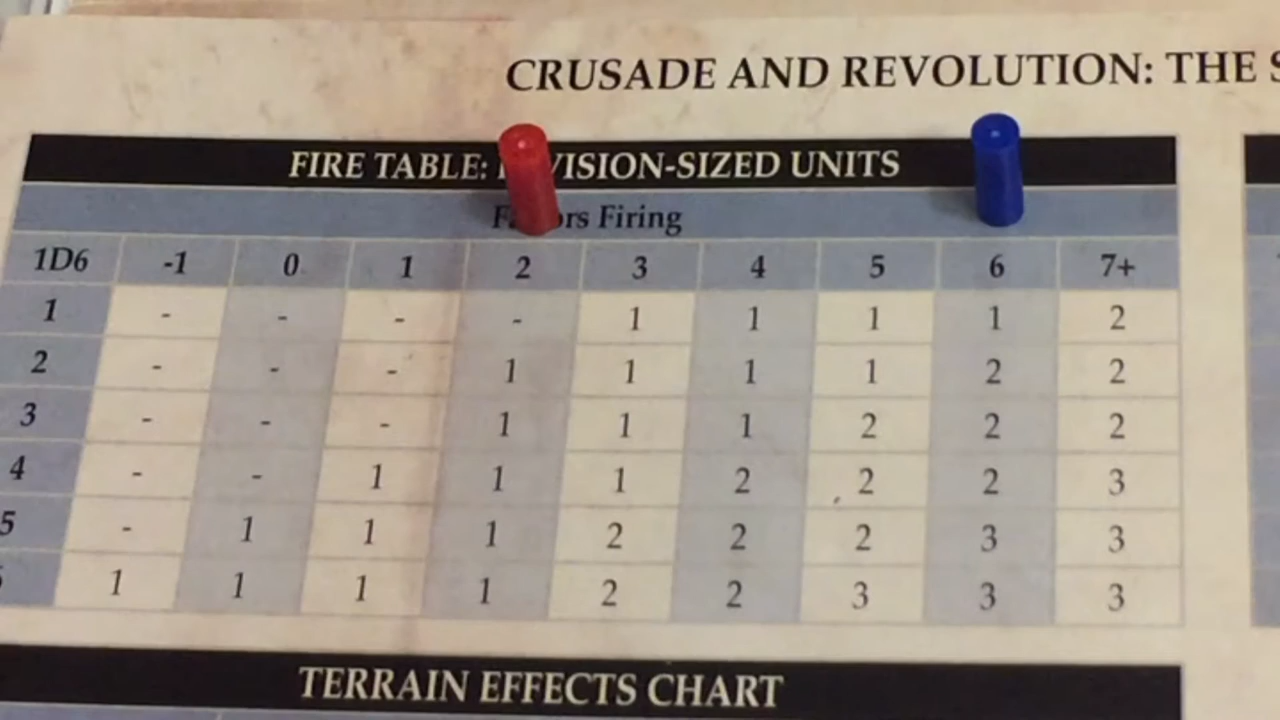 CRUSADE AND REVOLUTION: THE
FIRE TABLE: VISION-SIZED UNITS
Factors Firing
1D6 -1 0 1 2 3 4 5 6 7+
1 - - - - 1 1 1 1 2
2 - - - 1 1 1 1 2 2
3 - - - 1 1 1 2 2 2
4 - - 1 1 1 2 2 2 3
5 - 1 1 1 2 2 2 3 3
1 1 1 1 2 2 3 3 3
TERRAIN EFFECTS CHART